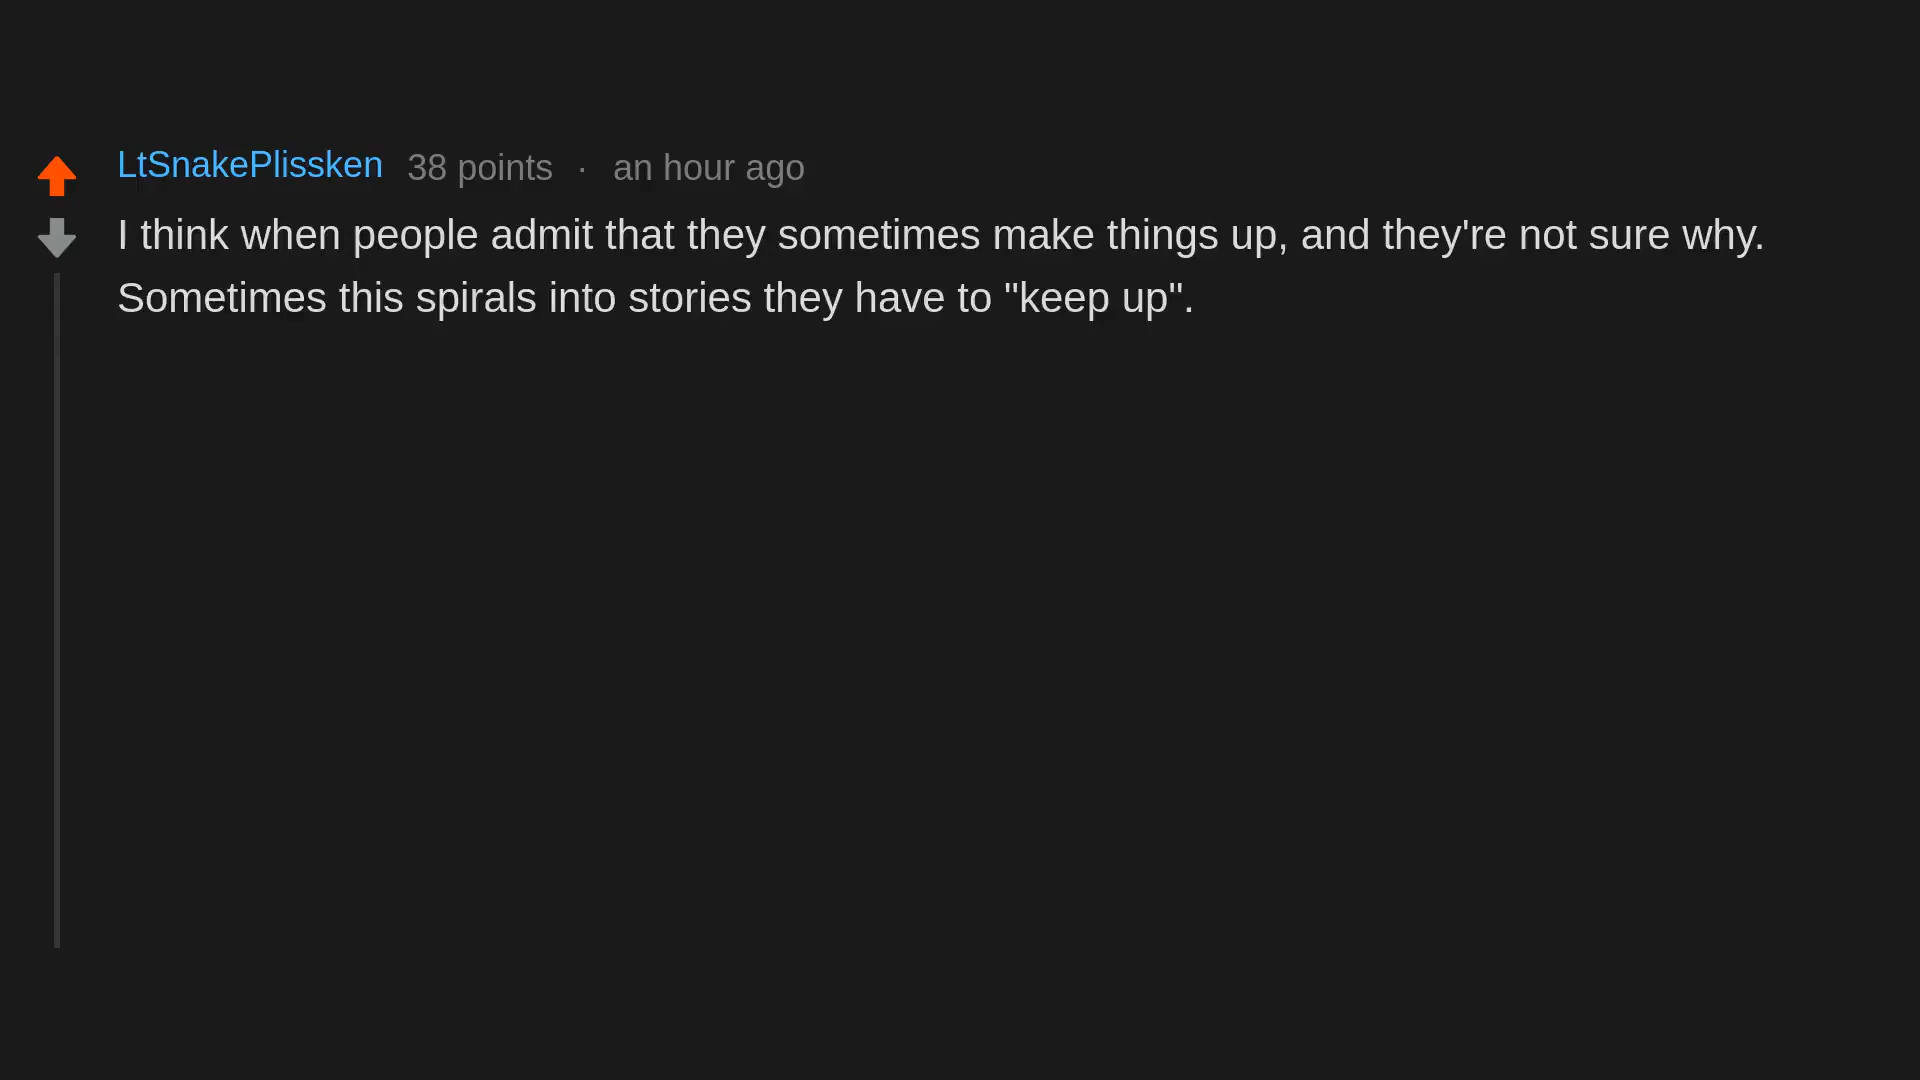 LtSnakePlissken 38 points · an hour ago
I think when people admit that they sometimes make things up, and they're not sure why.
Sometimes this spirals into stories they have to "keep up".